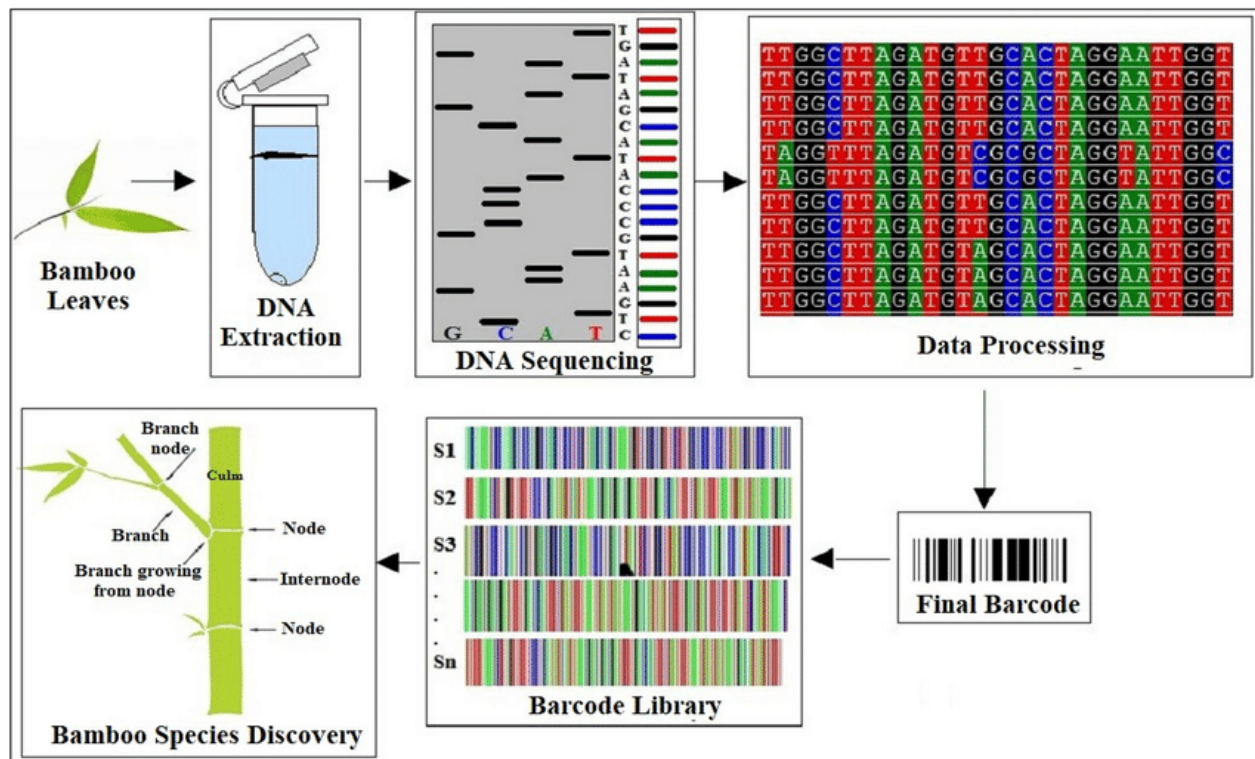 Bamboo
Leaves
DNA
Extraction
T
G
A
T
A
G
C
A
T
A
C
C
C
G
T
A
A
G
T
C
G C A T
DNA Sequencing
TTGGCTTAGATGTTGCACTAGGAATTGGT
TTGGCTTAGATGTTGCACTAGGAATTGGT
TTGGCTTAGATGTTGCACTAGGAATTGGT
TTGGCTTAGATGTTGCACTAGGAATTGGT
TAGGTTTAGATGTCGCGCTAGGTATTGGC
TAGGTTTAGATGTCGCGCTAGGTATTGGC
TTGGCTTAGATGTTGCACTAGGAATTGGT
TTGGCTTAGATGTTGCACTAGGAATTGGT
TTGGCTTAGATGTAGCACTAGGAATTGGT
TTGGCTTAGATGTAGCACTAGGAATTGGT
TTGGCTTAGATGTAGCACTAGGAATTGGT
Data Processing
Final Barcode
S1
S2
S3
.
.
.
.
Sn
Barcode Library
Branch
node
Culm
Branch
Node
Branch growing
from node
Internode
Node
Bamboo Species Discovery